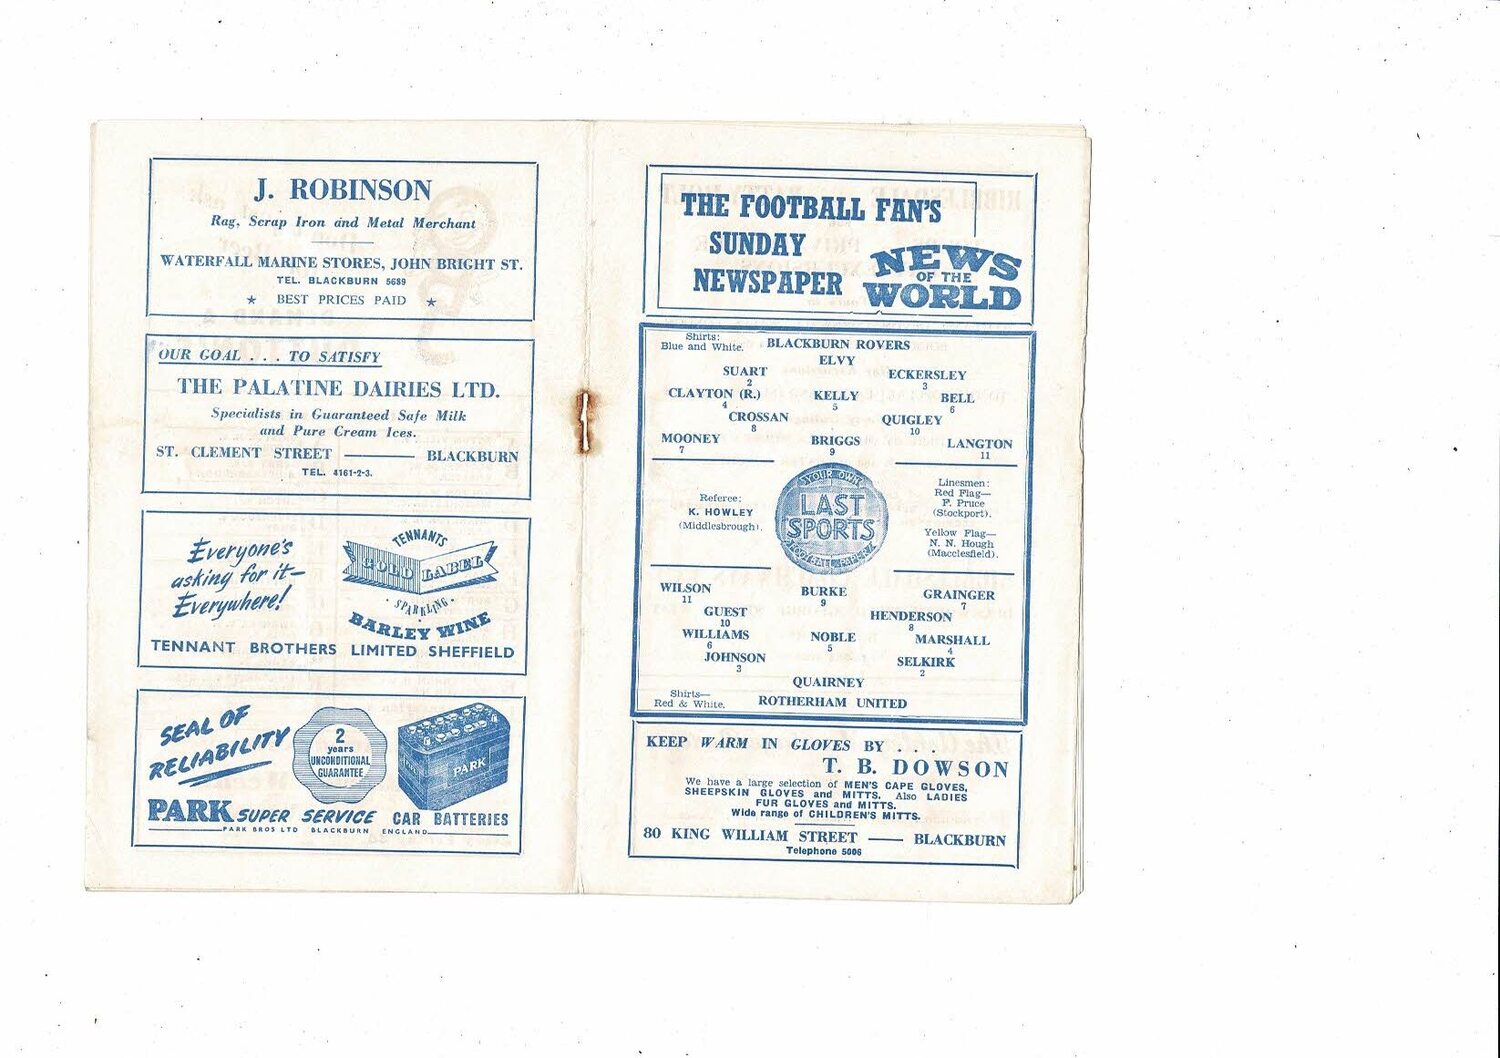 J. ROBINSON
Rag, Scrap Iron and Metal Merchant
WATERFALL MARINE STORES, JOHN BRIGHT ST.
TEL. BLACKBURN 5689
★ BEST PRICES PAID ★
OUR GOAL . . . TO SATISFY
THE PALATINE DAIRIES LTD.
Specialists in Guaranteed Safe Milk
and Pure Cream Ices.
ST. CLEMENT STREET —— BLACKBURN
TEL. 4161-2-3.
Everyone's
asking for it—
Everywhere!
TENNANTS
GOLD LABEL
· SPARKLING ·
BARLEY WINE
TENNANT BROTHERS LIMITED SHEFFIELD
SEAL OF
RELIABILITY
2
years
UNCONDITIONAL
GUARANTEE
PARK
PARK SUPER SERVICE CAR BATTERIES
PARK BROS LTD BLACKBURN ENGLAND
THE FOOTBALL FAN'S
SUNDAY
NEWSPAPER
NEWS
OF THE
WORLD
Shirts:
Blue and White.
BLACKBURN ROVERS
ELVY
SUART ECKERSLEY
2 3
CLAYTON (R.) KELLY BELL
4 5 6
CROSSAN QUIGLEY
8 10
MOONEY BRIGGS LANGTON
7 9 11
Referee:
K. HOWLEY
(Middlesbrough).
YOUR OWN
LAST
SPORTS
FOOTBALL PAPER
Linesmen:
Red Flag—
F. Pruce
(Stockport).
Yellow Flag—
N. N. Hough
(Macclesfield).
WILSON BURKE GRAINGER
11 9 7
GUEST HENDERSON
10 8
WILLIAMS NOBLE MARSHALL
6 5 4
JOHNSON SELKIRK
3 2
QUAIRNEY
Shirts—
Red & White.
ROTHERHAM UNITED
KEEP WARM IN GLOVES BY . . . .
T. B. DOWSON
We have a large selection of MEN'S CAPE GLOVES,
SHEEPSKIN GLOVES and MITTS. Also LADIES
FUR GLOVES and MITTS.
Wide range of CHILDREN'S MITTS.
80 KING WILLIAM STREET —— BLACKBURN
Telephone 5006